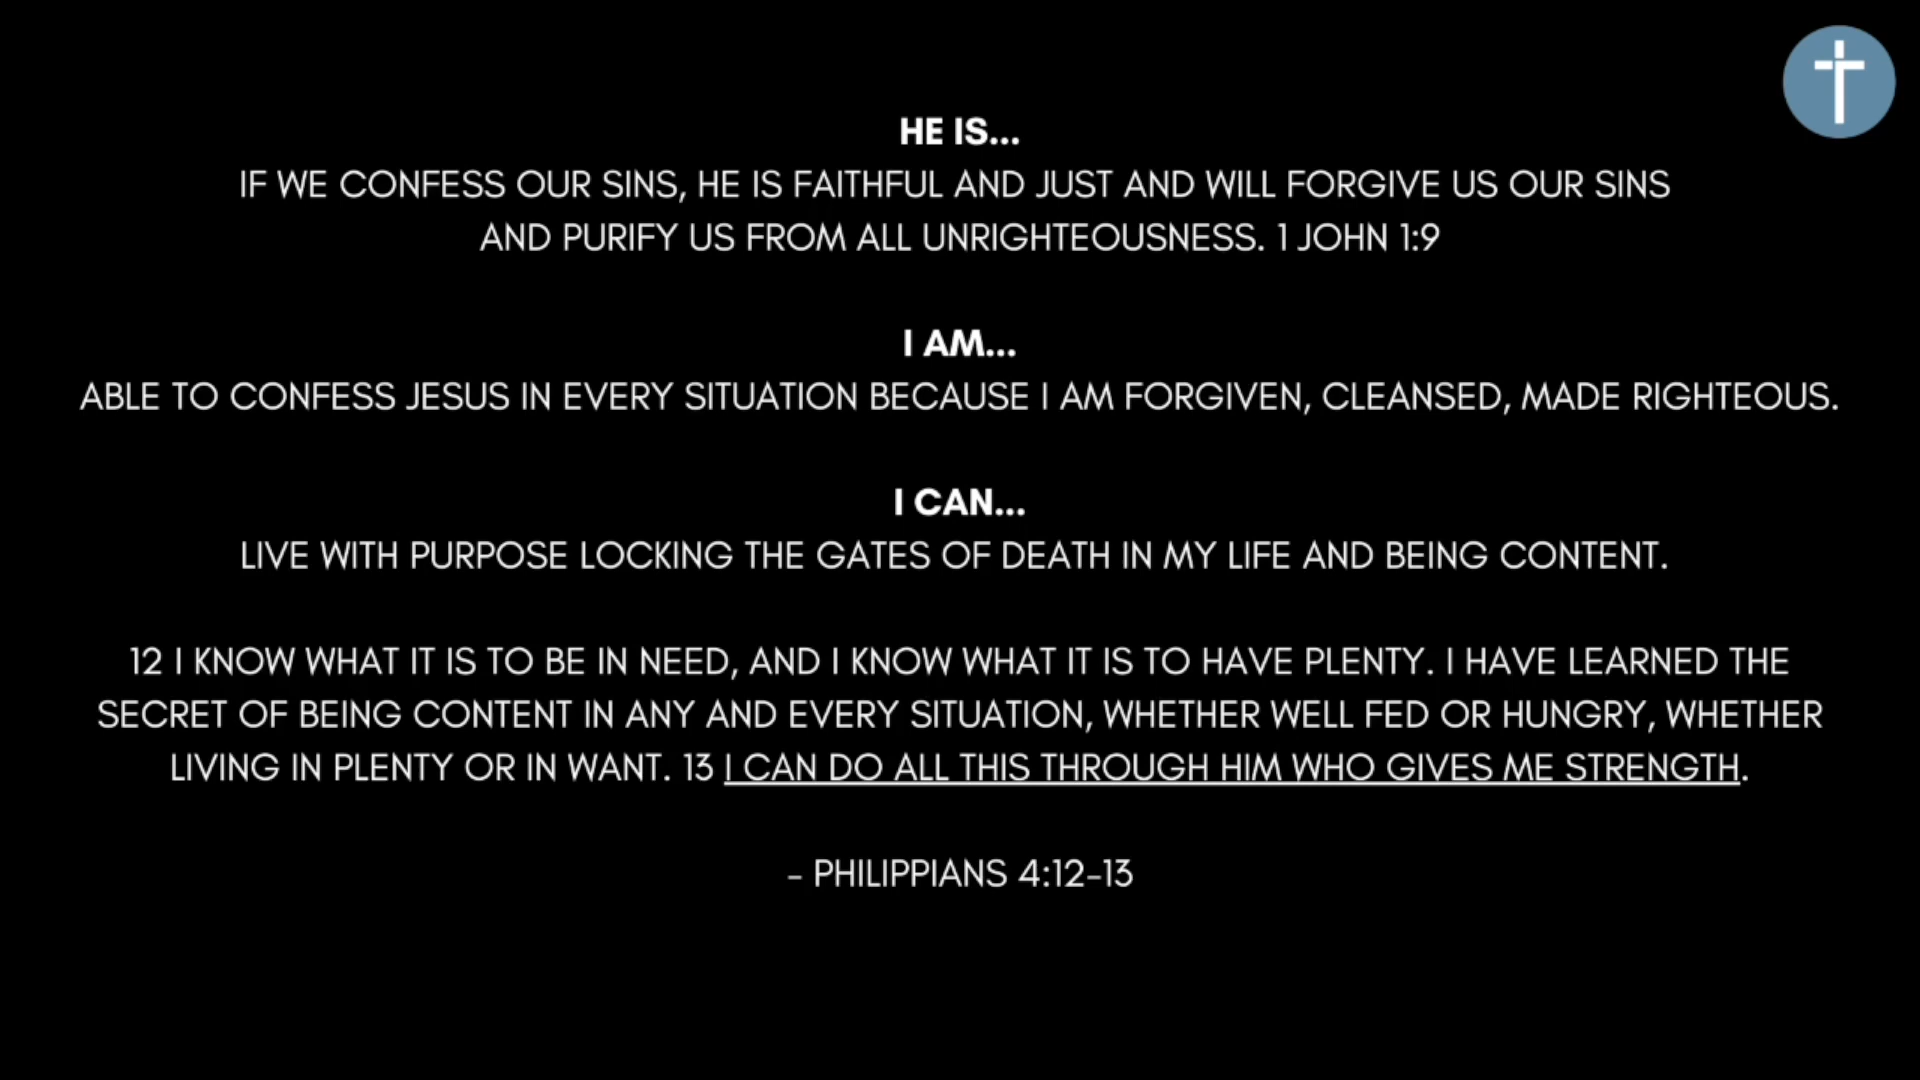 HE IS...
IF WE CONFESS OUR SINS, HE IS FAITHFUL AND JUST AND WILL FORGIVE US OUR SINS
AND PURIFY US FROM ALL UNRIGHTEOUSNESS. 1 JOHN 1:9
I AM...
ABLE TO CONFESS JESUS IN EVERY SITUATION BECAUSE I AM FORGIVEN, CLEANSED, MADE RIGHTEOUS.
I CAN...
LIVE WITH PURPOSE LOCKING THE GATES OF DEATH IN MY LIFE AND BEING CONTENT.
12 I KNOW WHAT IT IS TO BE IN NEED, AND I KNOW WHAT IT IS TO HAVE PLENTY. I HAVE LEARNED THE
SECRET OF BEING CONTENT IN ANY AND EVERY SITUATION, WHETHER WELL FED OR HUNGRY, WHETHER
LIVING IN PLENTY OR IN WANT. 13 I CAN DO ALL THIS THROUGH HIM WHO GIVES ME STRENGTH.
- PHILIPPIANS 4:12-13